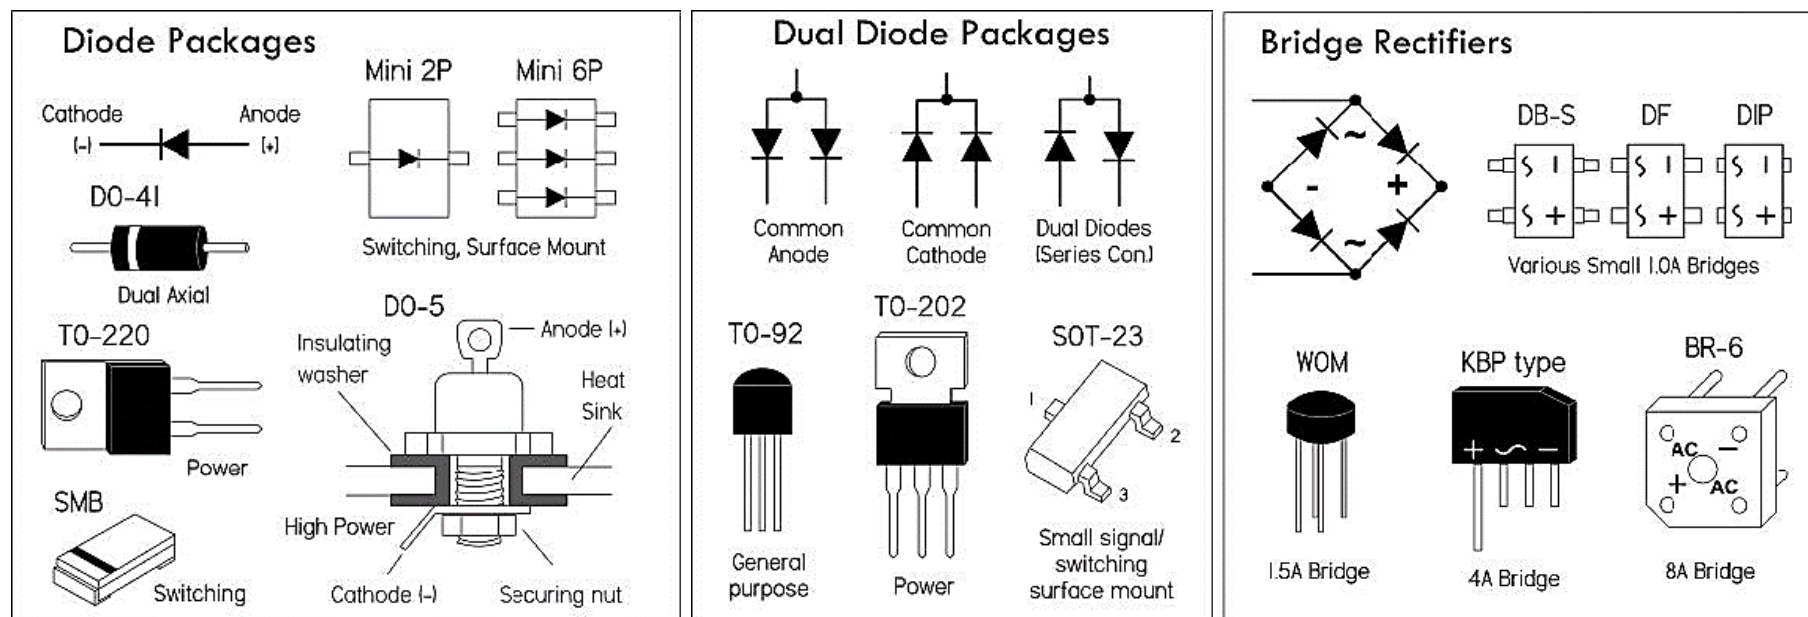 Diode Packages
Mini 2P
Mini 6P
Cathode
(-)
Anode
(+)
DO-41
Dual Axial
Switching, Surface Mount
TO-220
Power
SMB
Switching
DO-5
Anode (+)
Insulating
washer
Heat
Sink
High Power
Cathode (-)
Securing nut
Dual Diode Packages
Common
Anode
Common
Cathode
Dual Diodes
(Series Con.)
TO-92
General
purpose
TO-202
Power
SOT-23
1
2
3
Small signal/
switching
surface mount
Bridge Rectifiers
~
- +
~
DB-S
DF
DIP
+
+
+
Various Small 1.0A Bridges
WOM
1.5A Bridge
KBP type
+ ~ -
4A Bridge
BR-6
AC -
+ AC
8A Bridge